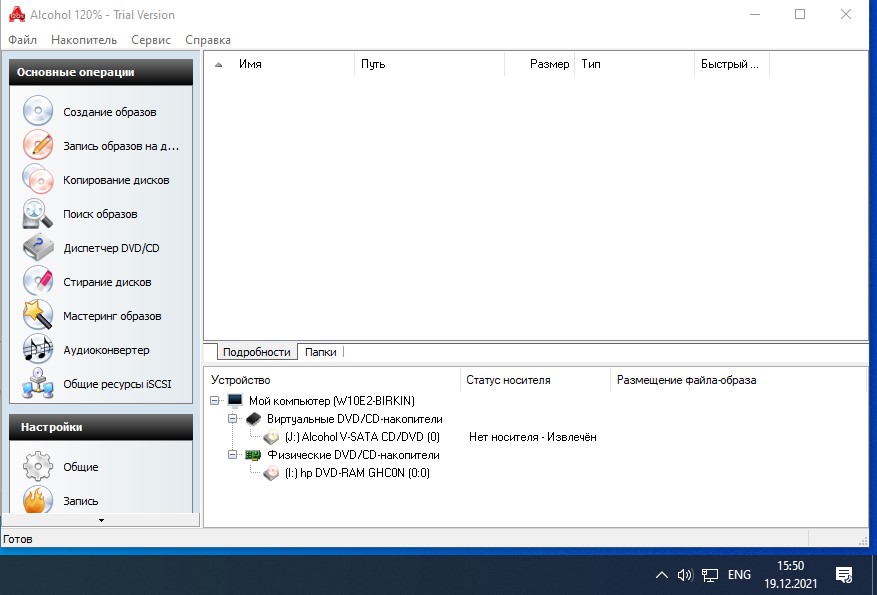 Alcohol 120% - Trial Version
Файл Накопитель Сервис Справка
Основные операции
Создание образов
Запись образов на д...
Копирование дисков
Поиск образов
Диспетчер DVD/CD
Стирание дисков
Мастеринг образов
Аудиоконвертер
Общие ресурсы iSCSI
Настройки
Общие
Запись
Имя Путь Размер Тип Быстрый ...
Подробности Папки
Устройство Статус носителя Размещение файла-образа
Мой компьютер (W10E2-BIRKIN)
Виртуальные DVD/CD-накопители
(J:) Alcohol V-SATA CD/DVD (0) Нет носителя - Извлечён
Физические DVD/CD-накопители
(I:) hp DVD-RAM GHC0N (0:0)
Готов
ENG
15:50
19.12.2021